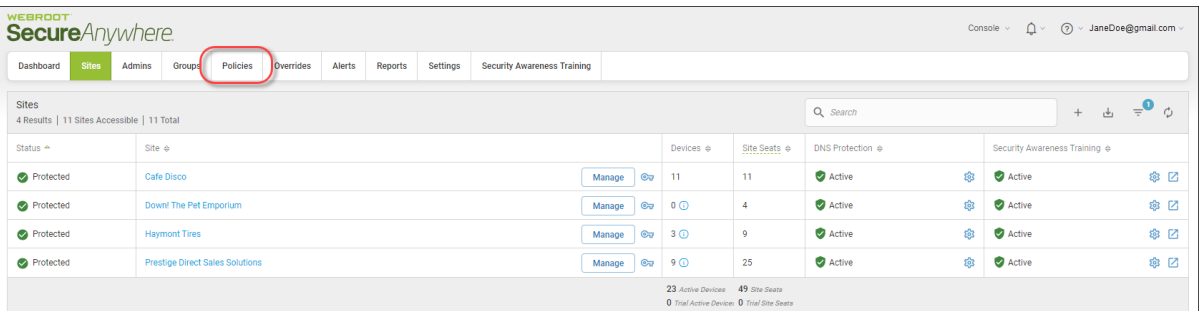 WEBROOT
SecureAnywhere.
Console
JaneDoe@gmail.com
Dashboard Sites Admins Groups Policies Overrides Alerts Reports Settings Security Awareness Training
Sites
4 Results | 11 Sites Accessible | 11 Total
Search
1
Status Site Devices Site Seats DNS Protection Security Awareness Training
Protected Cafe Disco Manage 11 11 Active Active
Protected Down! The Pet Emporium Manage 0 4 Active Active
Protected Haymont Tires Manage 3 9 Active Active
Protected Prestige Direct Sales Solutions Manage 9 25 Active Active
23 Active Devices 49 Site Seats
0 Trial Active Devices 0 Trial Site Seats